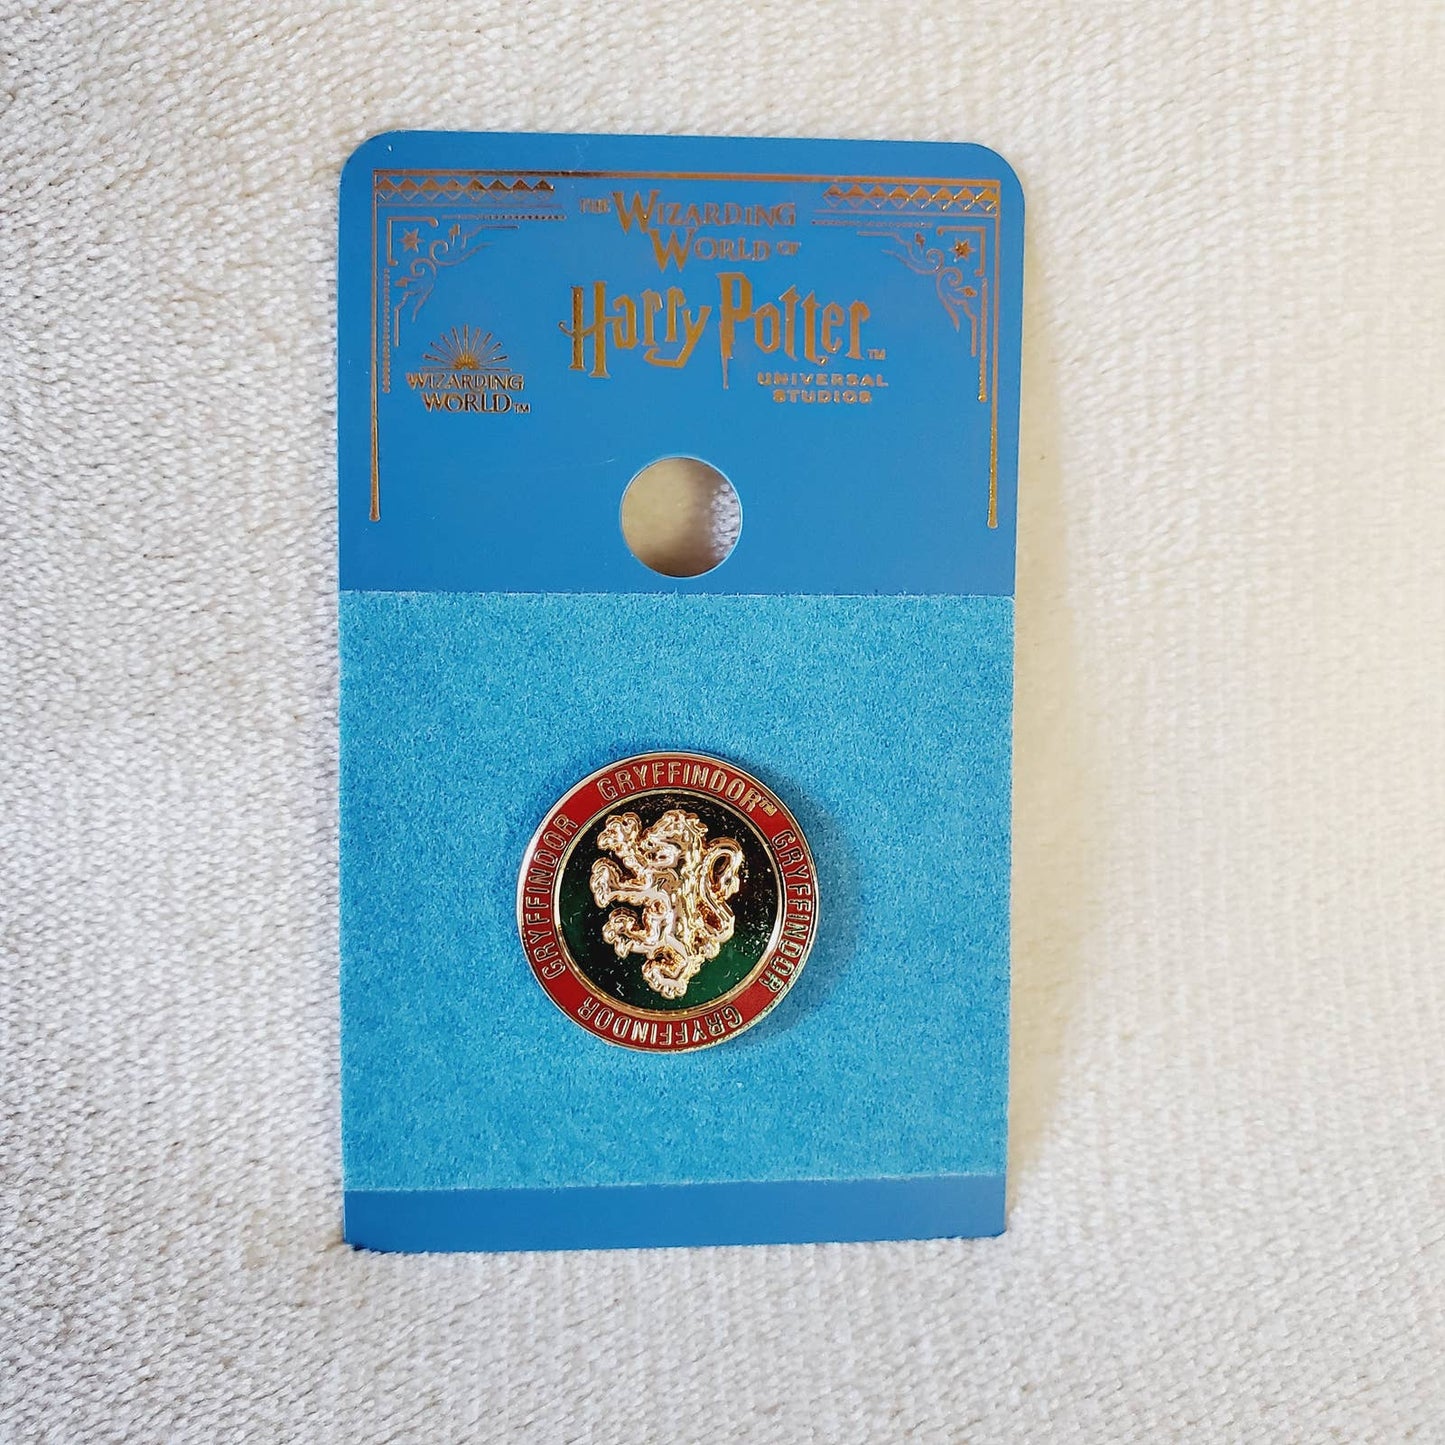 THE WIZARDING
WORLD OF
Harry Potter™
UNIVERSAL
STUDIOS
WIZARDING
WORLD™
GRYFFINDOR™
GRYFFINDOR
GRYFFINDOR
GRYFFINDOR
GRYFFINDOR